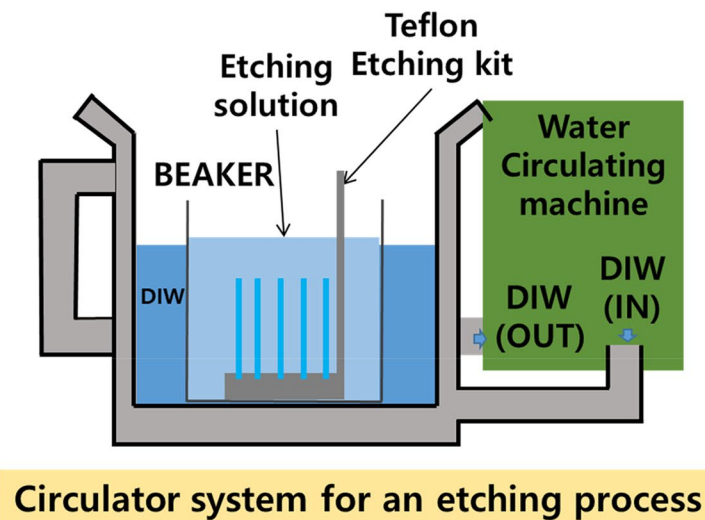 Teflon
Etching kit
Etching
solution
BEAKER
Water
Circulating
machine
DIW
DIW
(OUT)
DIW
(IN)
Circulator system for an etching process